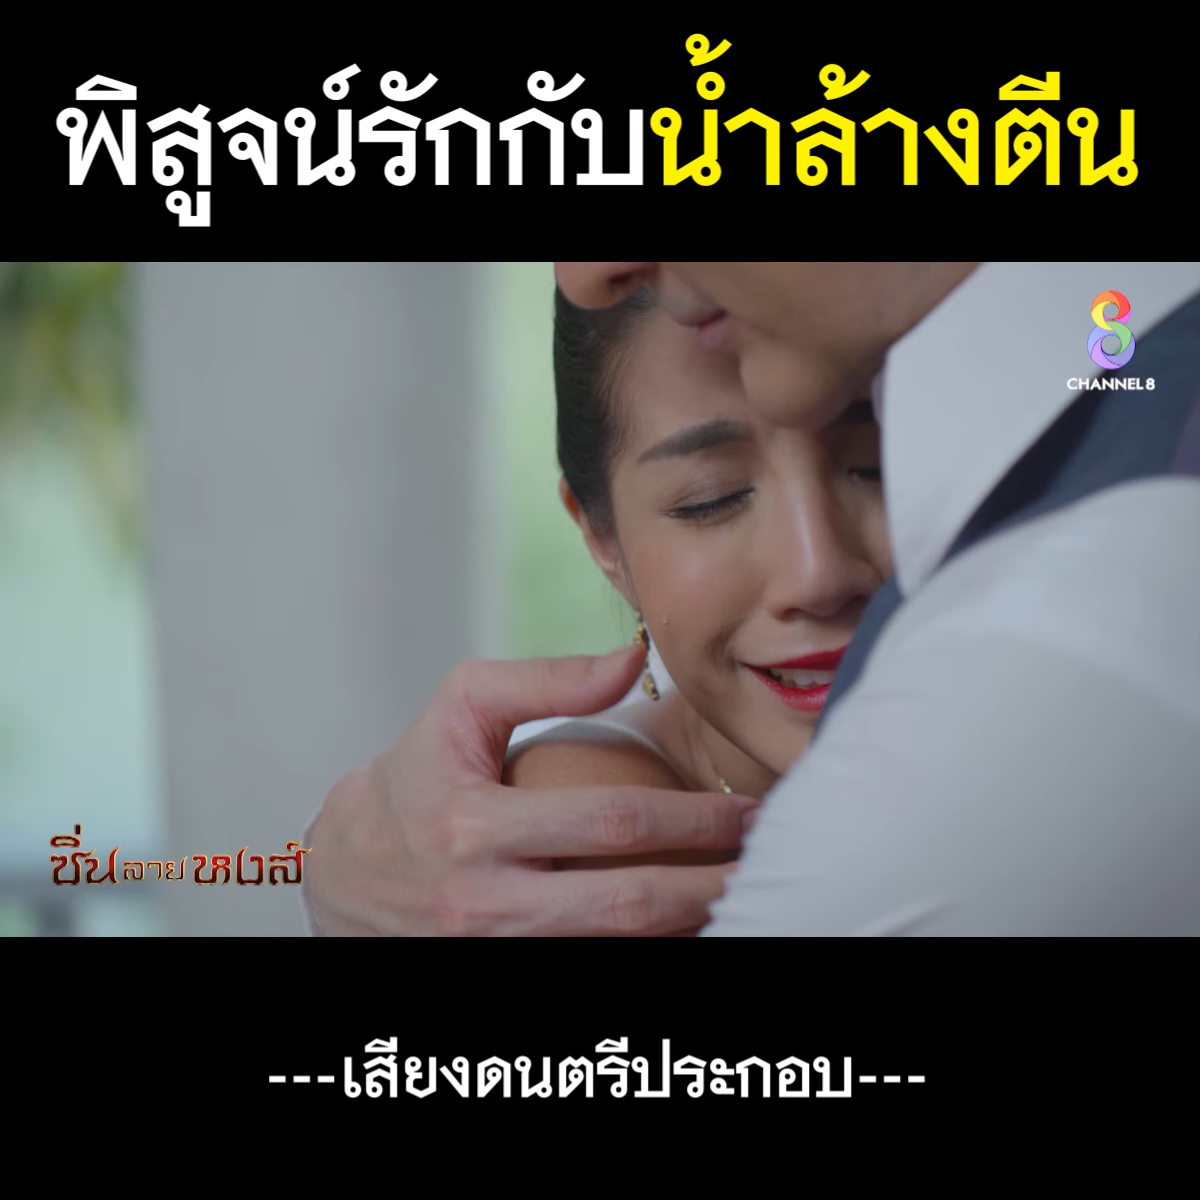 พิสูจน์รักกับน้ำล้างตีน
CHANNEL 8
ซิ่นลายหงส์
---เสียงดนตรีประกอบ---